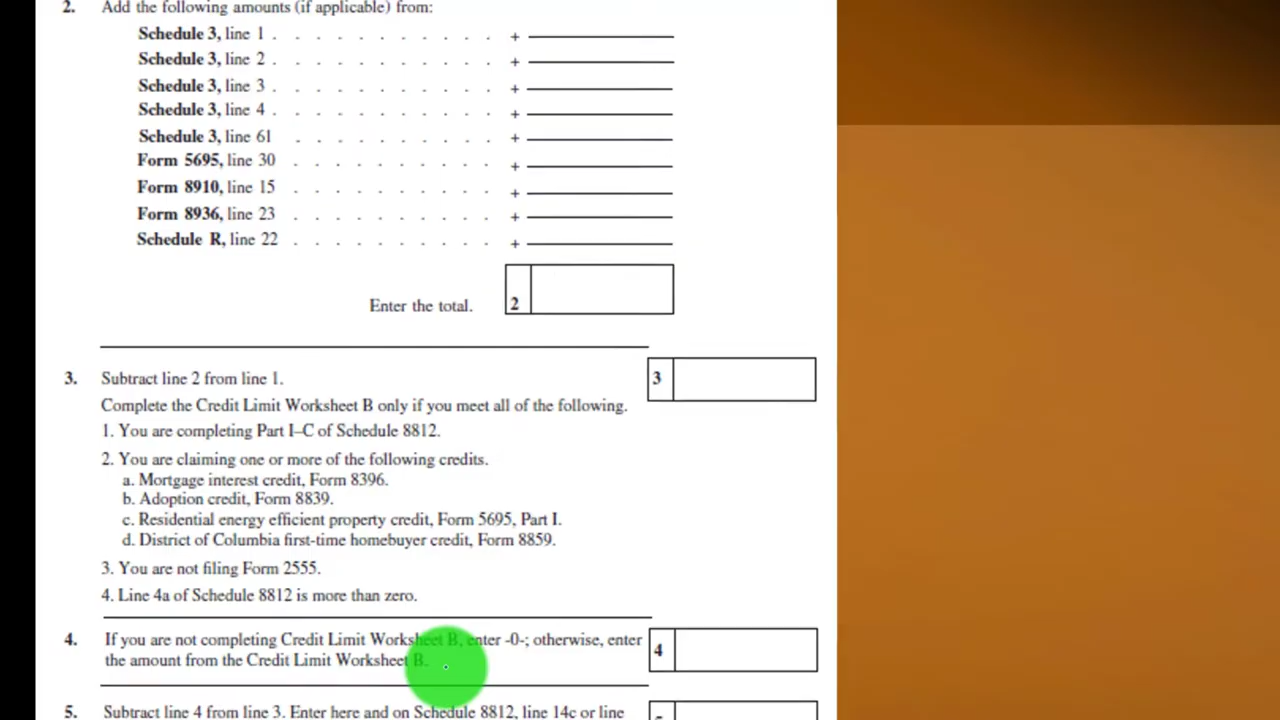 2. Add the following amounts (if applicable) from:
Schedule 3, line 1 . . . . . . . . . . . +
Schedule 3, line 2 . . . . . . . . . . . +
Schedule 3, line 3 . . . . . . . . . . . +
Schedule 3, line 4 . . . . . . . . . . . +
Schedule 3, line 6l . . . . . . . . . . +
Form 5695, line 30 . . . . . . . . . . +
Form 8910, line 15 . . . . . . . . . . +
Form 8936, line 23 . . . . . . . . . . +
Schedule R, line 22 . . . . . . . . . . +
Enter the total. 2
3. Subtract line 2 from line 1. 3
Complete the Credit Limit Worksheet B only if you meet all of the following.
1. You are completing Part I–C of Schedule 8812.
2. You are claiming one or more of the following credits.
a. Mortgage interest credit, Form 8396.
b. Adoption credit, Form 8839.
c. Residential energy efficient property credit, Form 5695, Part I.
d. District of Columbia first-time homebuyer credit, Form 8859.
3. You are not filing Form 2555.
4. Line 4a of Schedule 8812 is more than zero.
4. If you are not completing Credit Limit Worksheet B, enter -0-; otherwise, enter 4
the amount from the Credit Limit Worksheet B.
5. Subtract line 4 from line 3. Enter here and on Schedule 8812, line 14c or line